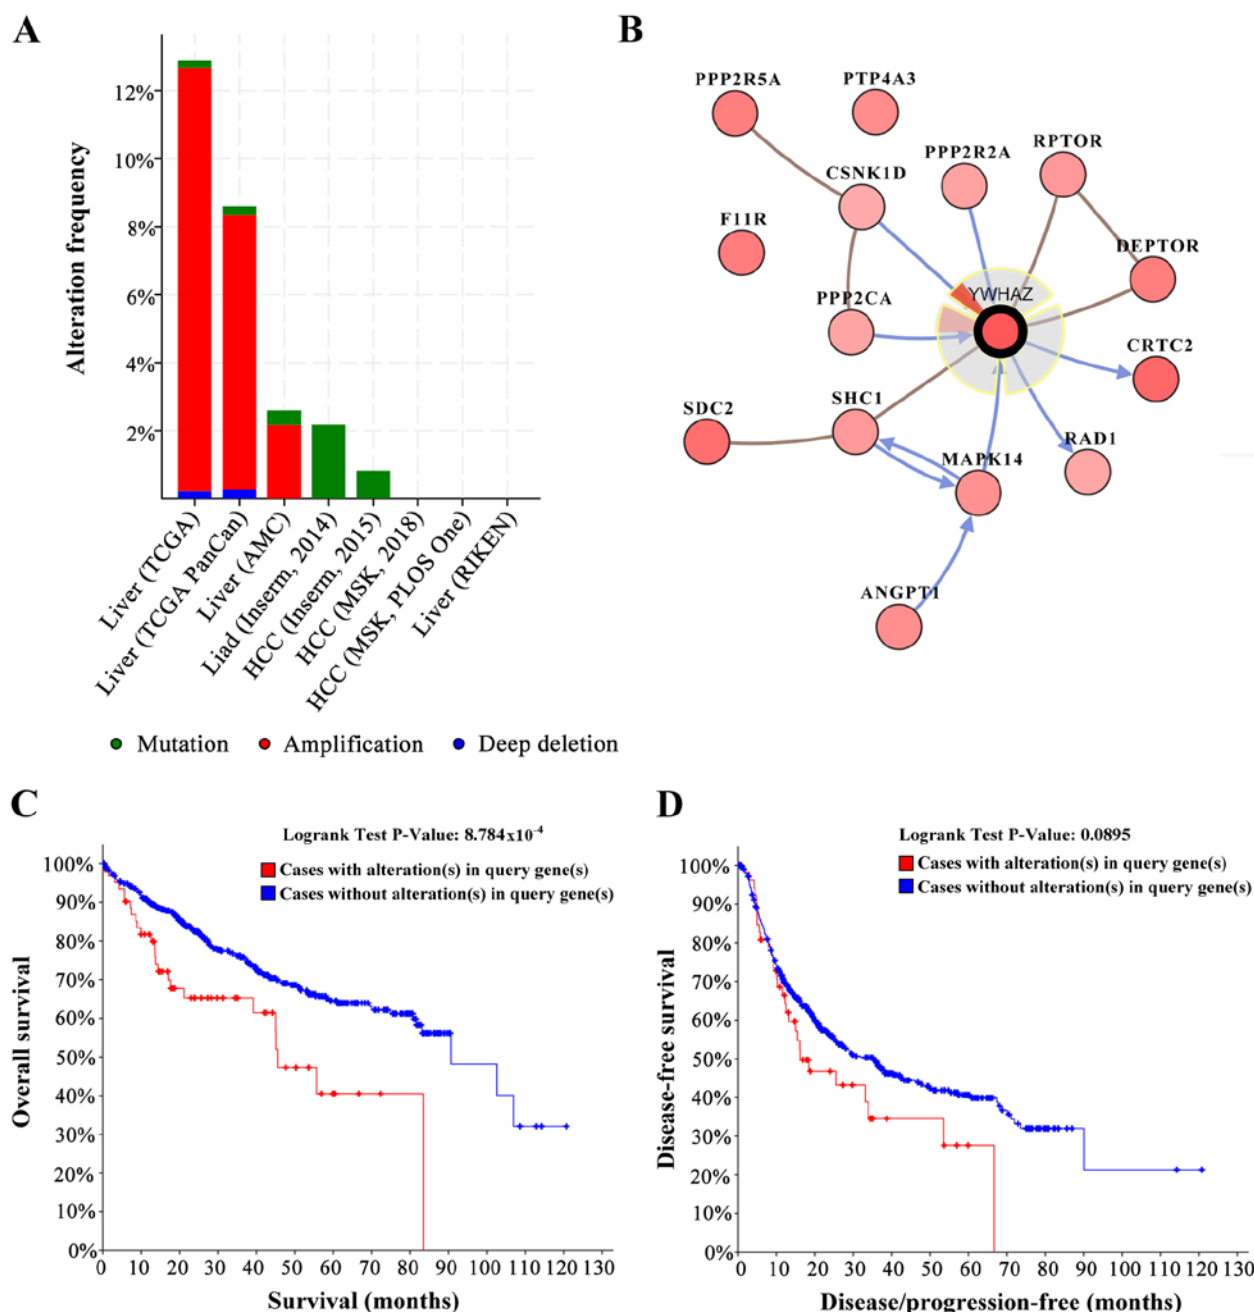 A
Alteration frequency
12%
10%
8%
6%
4%
2%
Liver (TCGA)
Liver (TCGA PanCan)
Liver (AMC)
Liad (Inserm, 2014)
HCC (Inserm, 2015)
HCC (MSK, 2018)
HCC (MSK, PLOS One)
Liver (RIKEN)
Mutation Amplification Deep deletion
B
PPP2R5A
PTP4A3
CSNK1D
PPP2R2A
RPTOR
F11R
DEPTOR
PPP2CA
YWHAZ
CRTC2
SDC2
SHC1
MAPK14
RAD1
ANGPT1
C
Logrank Test P-Value: 8.784x10⁻⁴
Cases with alteration(s) in query gene(s)
Cases without alteration(s) in query gene(s)
Overall survival
100%
90%
80%
70%
60%
50%
40%
30%
20%
10%
0%
0 10 20 30 40 50 60 70 80 90 100 110 120 130
Survival (months)
D
Logrank Test P-Value: 0.0895
Cases with alteration(s) in query gene(s)
Cases without alteration(s) in query gene(s)
Disease-free survival
100%
90%
80%
70%
60%
50%
40%
30%
20%
10%
0%
0 10 20 30 40 50 60 70 80 90 100 110 120 130
Disease/progression-free (months)